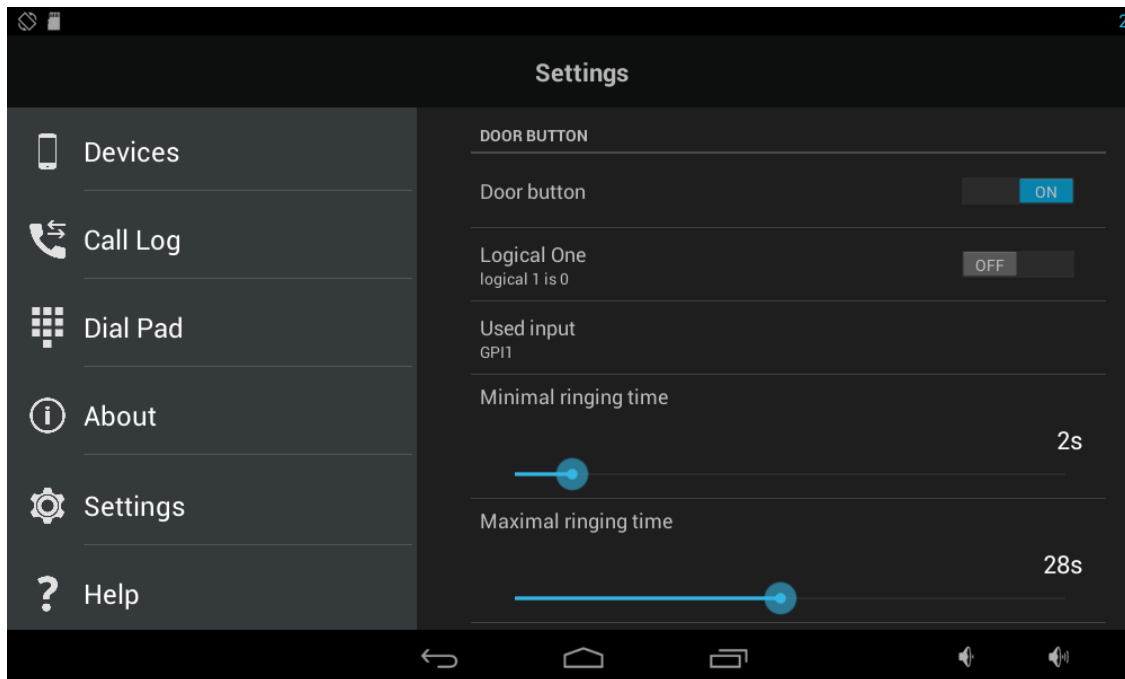 2
Settings
Devices
Call Log
Dial Pad
About
Settings
Help
DOOR BUTTON
Door button
ON
Logical One
logical 1 is 0
OFF
Used input
GPI1
Minimal ringing time
2s
Maximal ringing time
28s